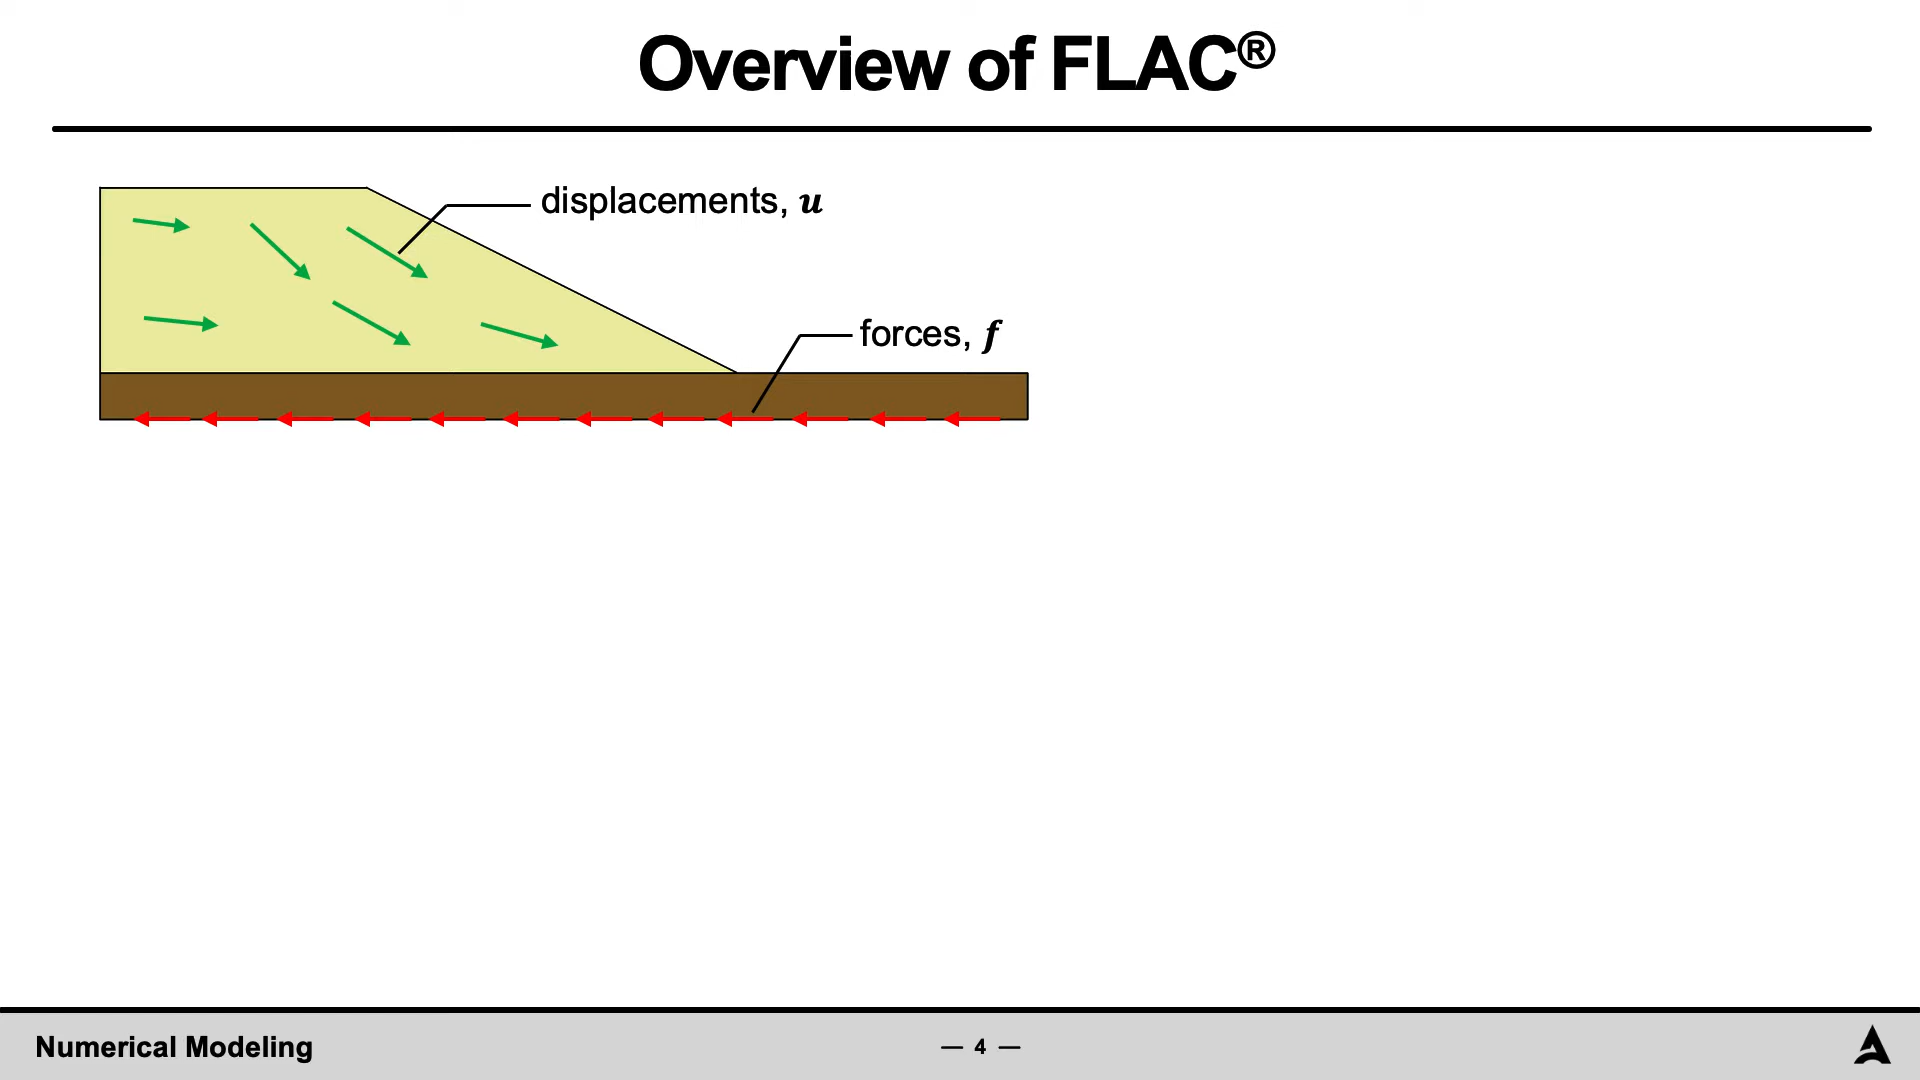 Overview of FLAC®
displacements, u
forces, f
Numerical Modeling
— 4 —